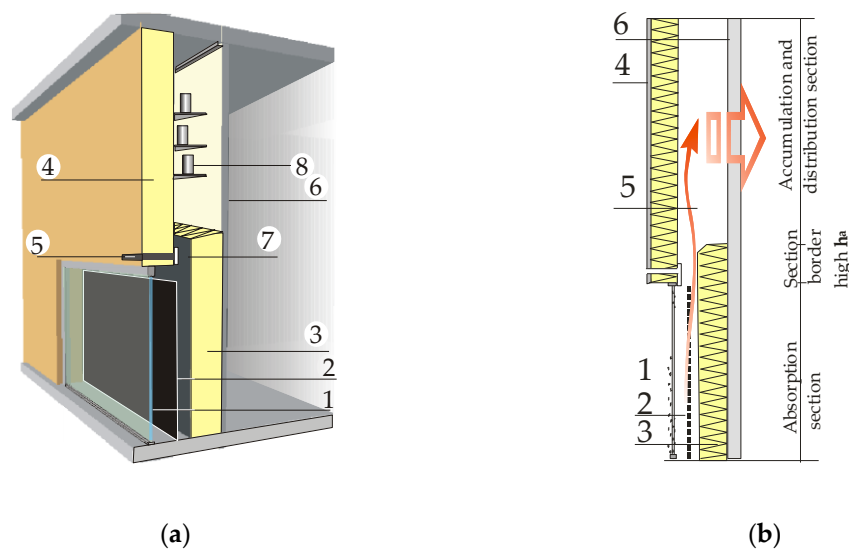 4
5
8
6
7
3
2
1
(a)
6
4
5
1
2
3
Accumulation and
distribution section
Section
border
high hₐ
Absorption
section
(b)